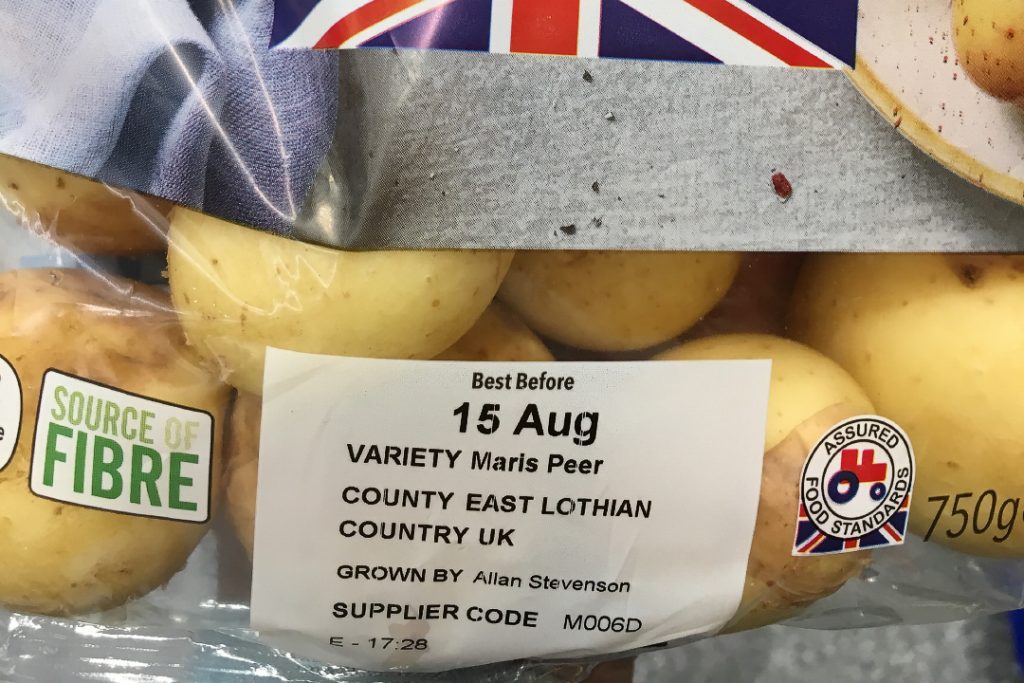 Best Before
15 Aug
VARIETY Maris Peer
COUNTY EAST LOTHIAN
COUNTRY UK
GROWN BY Allan Stevenson
SUPPLIER CODE M006D
E - 17:28
SOURCE OF
FIBRE
ASSURED
FOOD STANDARDS
750g